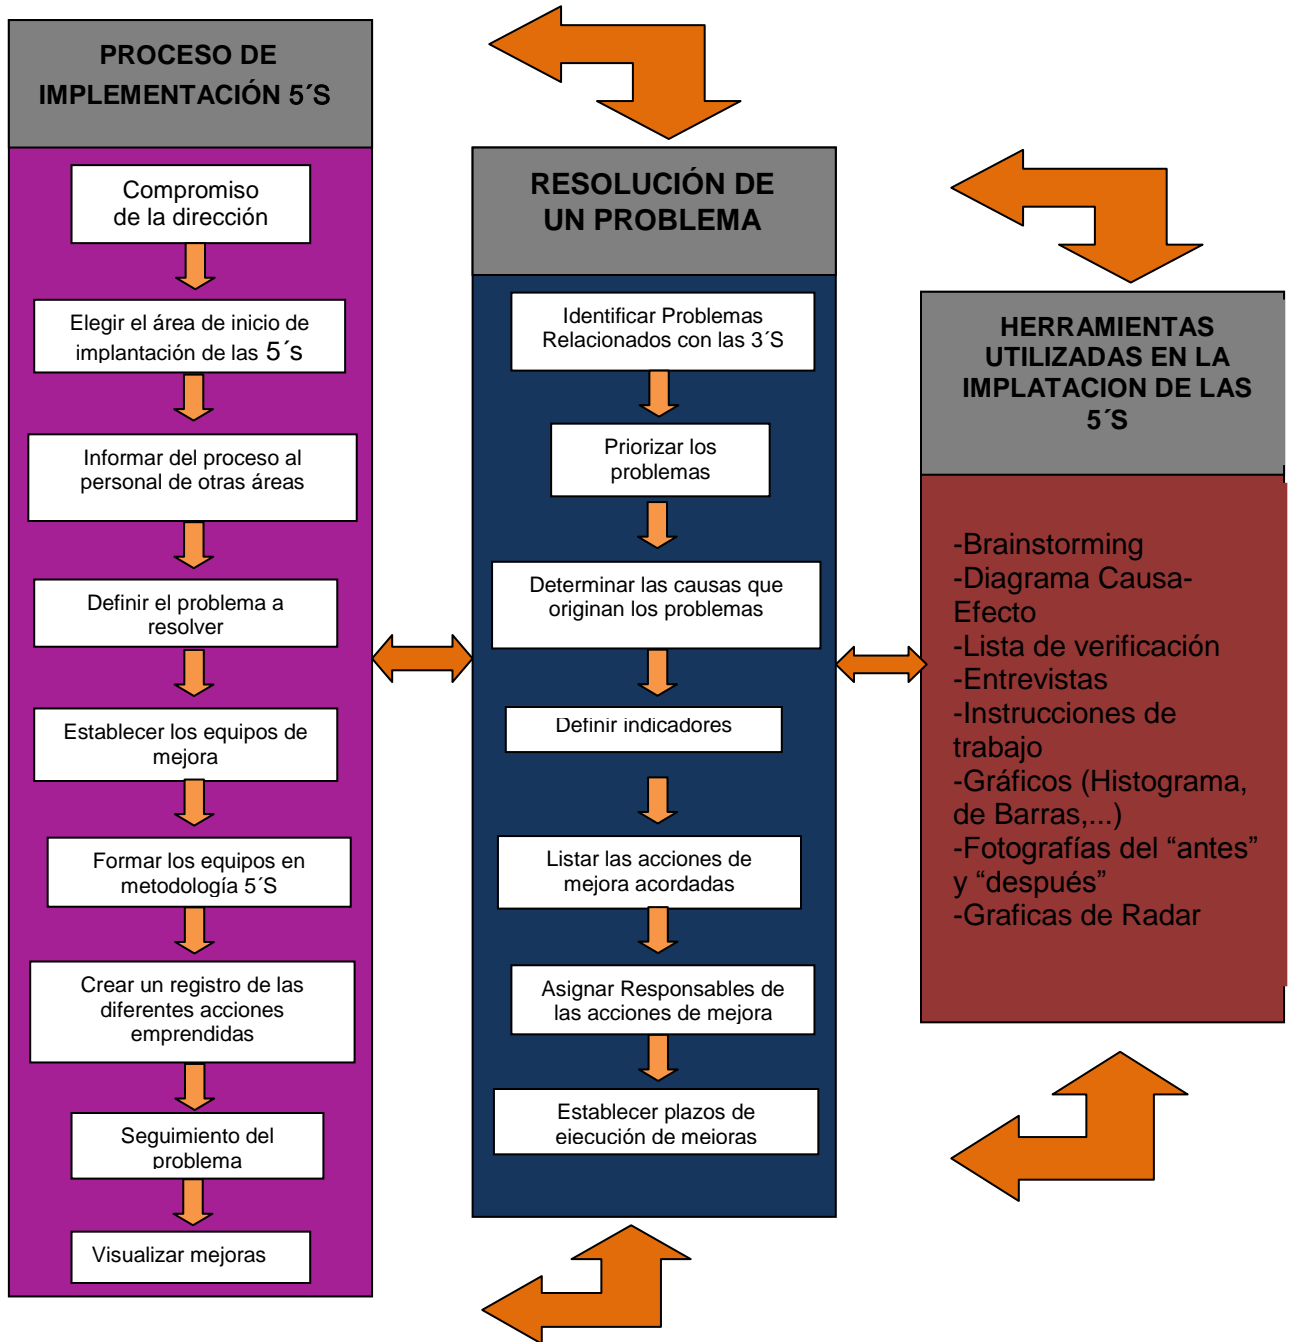 PROCESO DE
IMPLEMENTACIÓN 5´S
Compromiso
de la dirección
Elegir el área de inicio de
implantación de las 5´s
Informar del proceso al
personal de otras áreas
Definir el problema a
resolver
Establecer los equipos de
mejora
Formar los equipos en
metodología 5´S
Crear un registro de las
diferentes acciones
emprendidas
Seguimiento del
problema
Visualizar mejoras
RESOLUCIÓN DE
UN PROBLEMA
Identificar Problemas
Relacionados con las 3´S
Priorizar los
problemas
Determinar las causas que
originan los problemas
Definir indicadores
Listar las acciones de
mejora acordadas
Asignar Responsables de
las acciones de mejora
Establecer plazos de
ejecución de mejoras
HERRAMIENTAS
UTILIZADAS EN LA
IMPLATACION DE LAS
5´S
-Brainstorming
-Diagrama Causa-
Efecto
-Lista de verificación
-Entrevistas
-Instrucciones de
trabajo
-Gráficos (Histograma,
de Barras,...)
-Fotografías del “antes”
y “después”
-Graficas de Radar